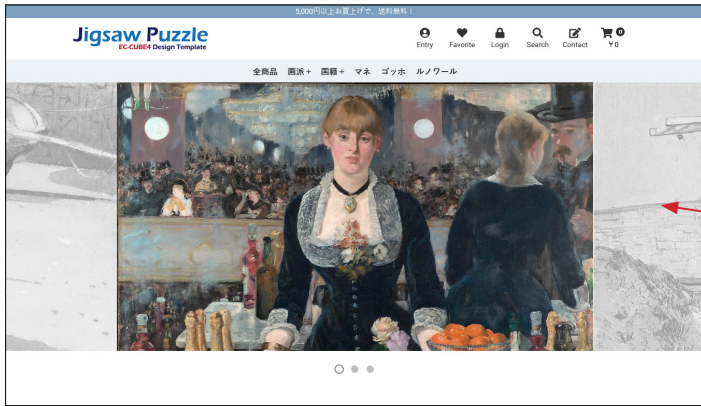 5,000円以上お買上げで、送料無料！
Jigsaw Puzzle
EC-CUBE4 Design Template
Entry
Favorite
Login
Search
Contact
0
￥0
全商品 画派+ 国籍+ マネ ゴッホ ルノワール